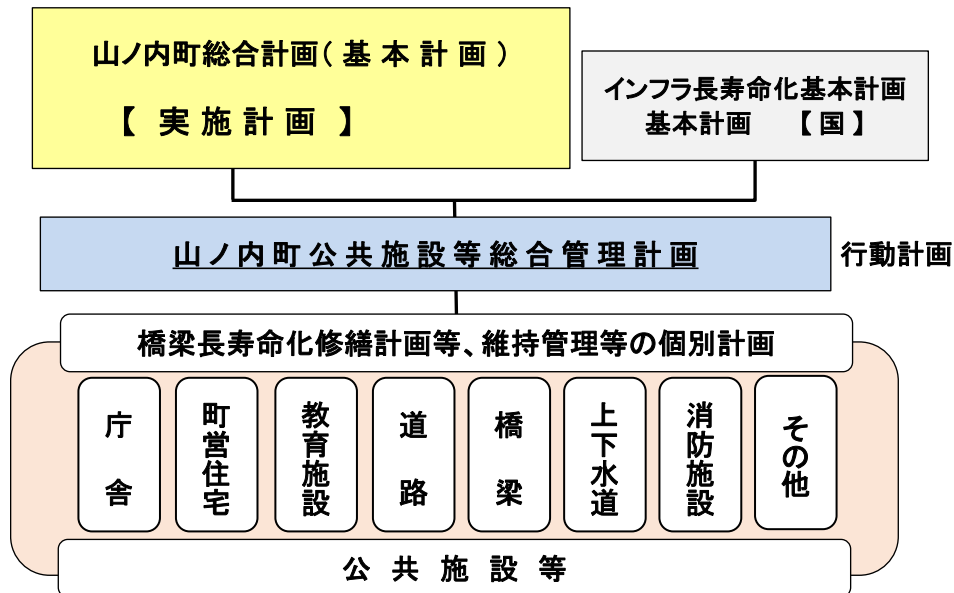 山ノ内町総合計画(基本計画)
【実施計画】
インフラ長寿命化基本計画
基本計画 【国】
山ノ内町公共施設等総合管理計画
行動計画
橋梁長寿命化修繕計画等、維持管理等の個別計画
庁舎
町営住宅
教育施設
道路
橋梁
上下水道
消防施設
その他
公共施設等